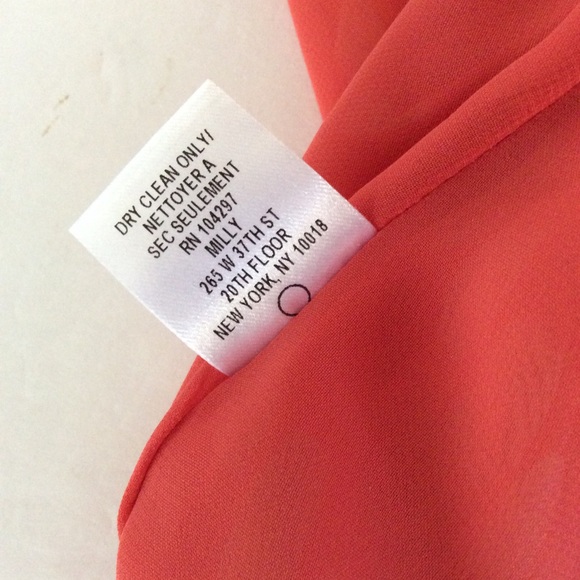 DRY CLEAN ONLY/
NETTOYER A
SEC SEULEMENT
RN 104297
MILLY
265 W 37TH ST
20TH FLOOR
NEW YORK, NY 10018